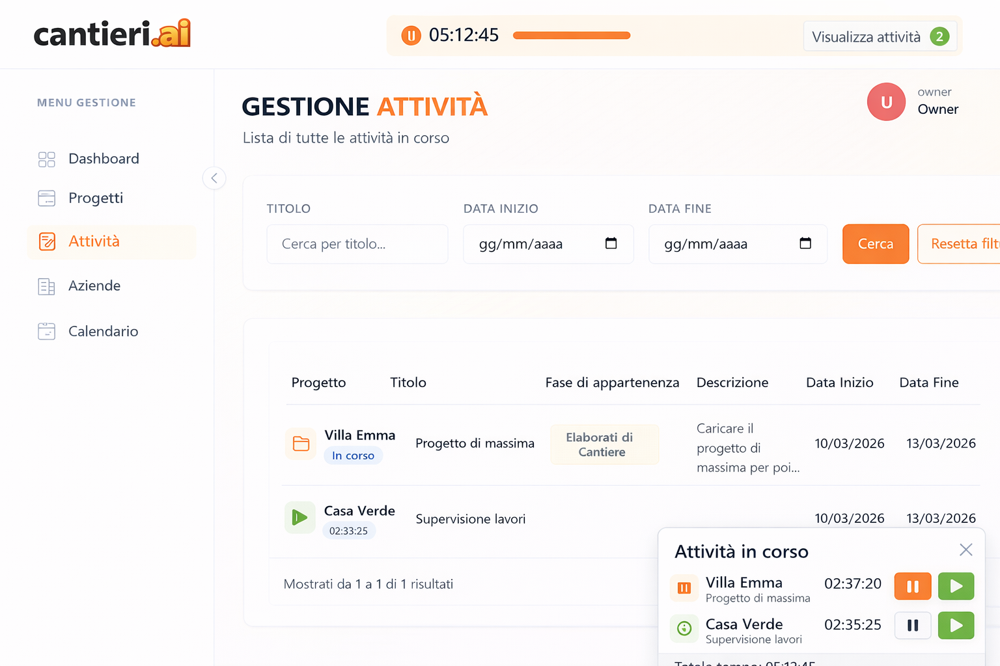 cantieri.ai
05:12:45
Visualizza attività 2
MENU GESTIONE
Dashboard
Progetti
Attività
Aziende
Calendario
GESTIONE ATTIVITÀ
Lista di tutte le attività in corso
U
owner
Owner
TITOLO
DATA INIZIO
DATA FINE
Cerca per titolo...
gg/mm/aaaa
gg/mm/aaaa
Cerca
Resetta filt
Progetto
Titolo
Fase di appartenenza
Descrizione
Data Inizio
Data Fine
Villa Emma
In corso
Progetto di massima
Elaborati di
Cantiere
Caricare il
progetto di
massima per poi...
10/03/2026
13/03/2026
Casa Verde
02:33:25
Supervisione lavori
10/03/2026
13/03/2026
Mostrati da 1 a 1 di 1 risultati
Attività in corso
Villa Emma
Progetto di massima
02:37:20
Casa Verde
Supervisione lavori
02:35:25
Totale tempo: 05:12:45